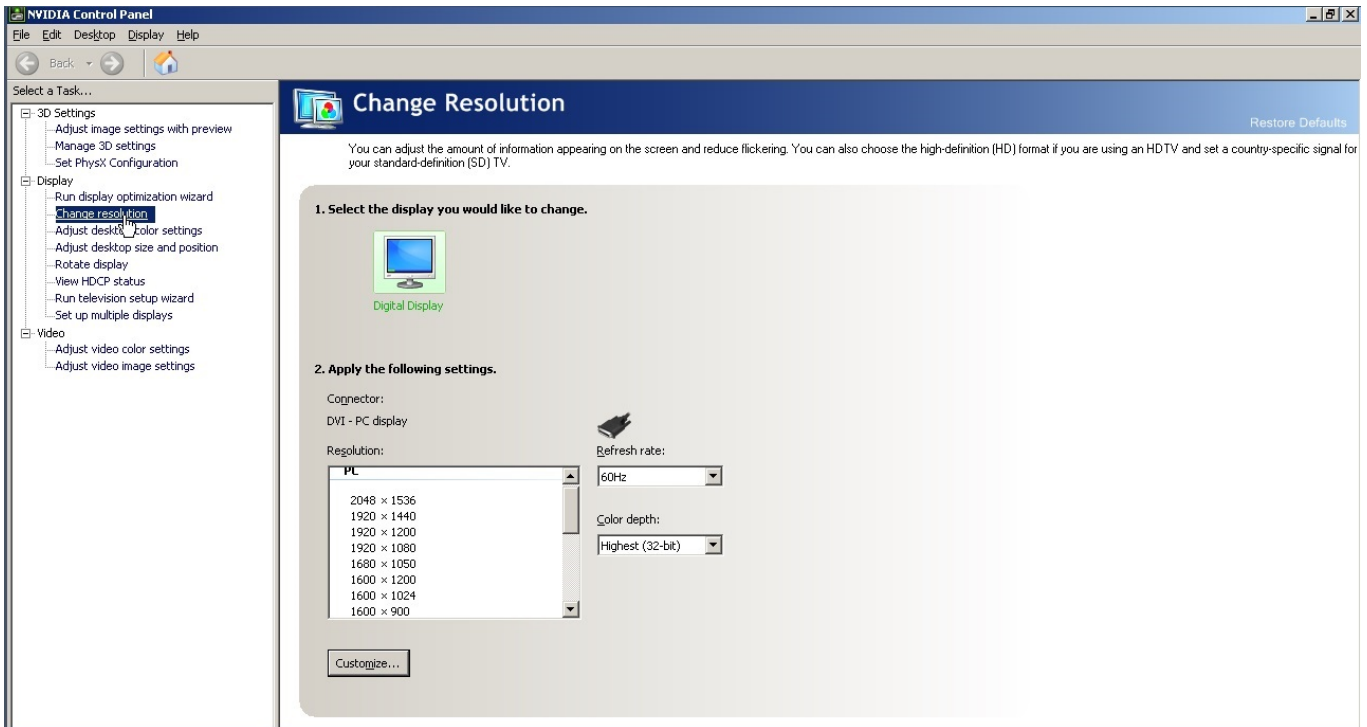 NVIDIA Control Panel
File Edit Desktop Display Help
Back
Select a Task...
3D Settings
Adjust image settings with preview
Manage 3D settings
Set PhysX Configuration
Display
Run display optimization wizard
Change resolution
Adjust desktop color settings
Adjust desktop size and position
Rotate display
View HDCP status
Run television setup wizard
Set up multiple displays
Video
Adjust video color settings
Adjust video image settings
Change Resolution
Restore Defaults
You can adjust the amount of information appearing on the screen and reduce flickering. You can also choose the high-definition (HD) format if you are using an HDTV and set a country-specific signal for
your standard-definition (SD) TV.
1. Select the display you would like to change.
Digital Display
2. Apply the following settings.
Connector:
DVI - PC display
Resolution:
PC
2048 × 1536
1920 × 1440
1920 × 1200
1920 × 1080
1680 × 1050
1600 × 1200
1600 × 1024
1600 × 900
Refresh rate:
60Hz
Color depth:
Highest (32-bit)
Customize...